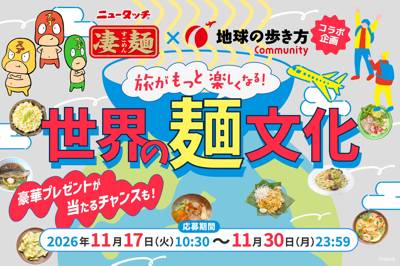 ニュータッチ
凄麺
すごめん
×
地球の歩き方
Community
コラボ
企画
旅がもっと楽しくなる!
世界の麺文化
豪華プレゼントが
当たるチャンスも!
応募期間
2026年11月17日(火)10:30〜11月30日(月)23:59